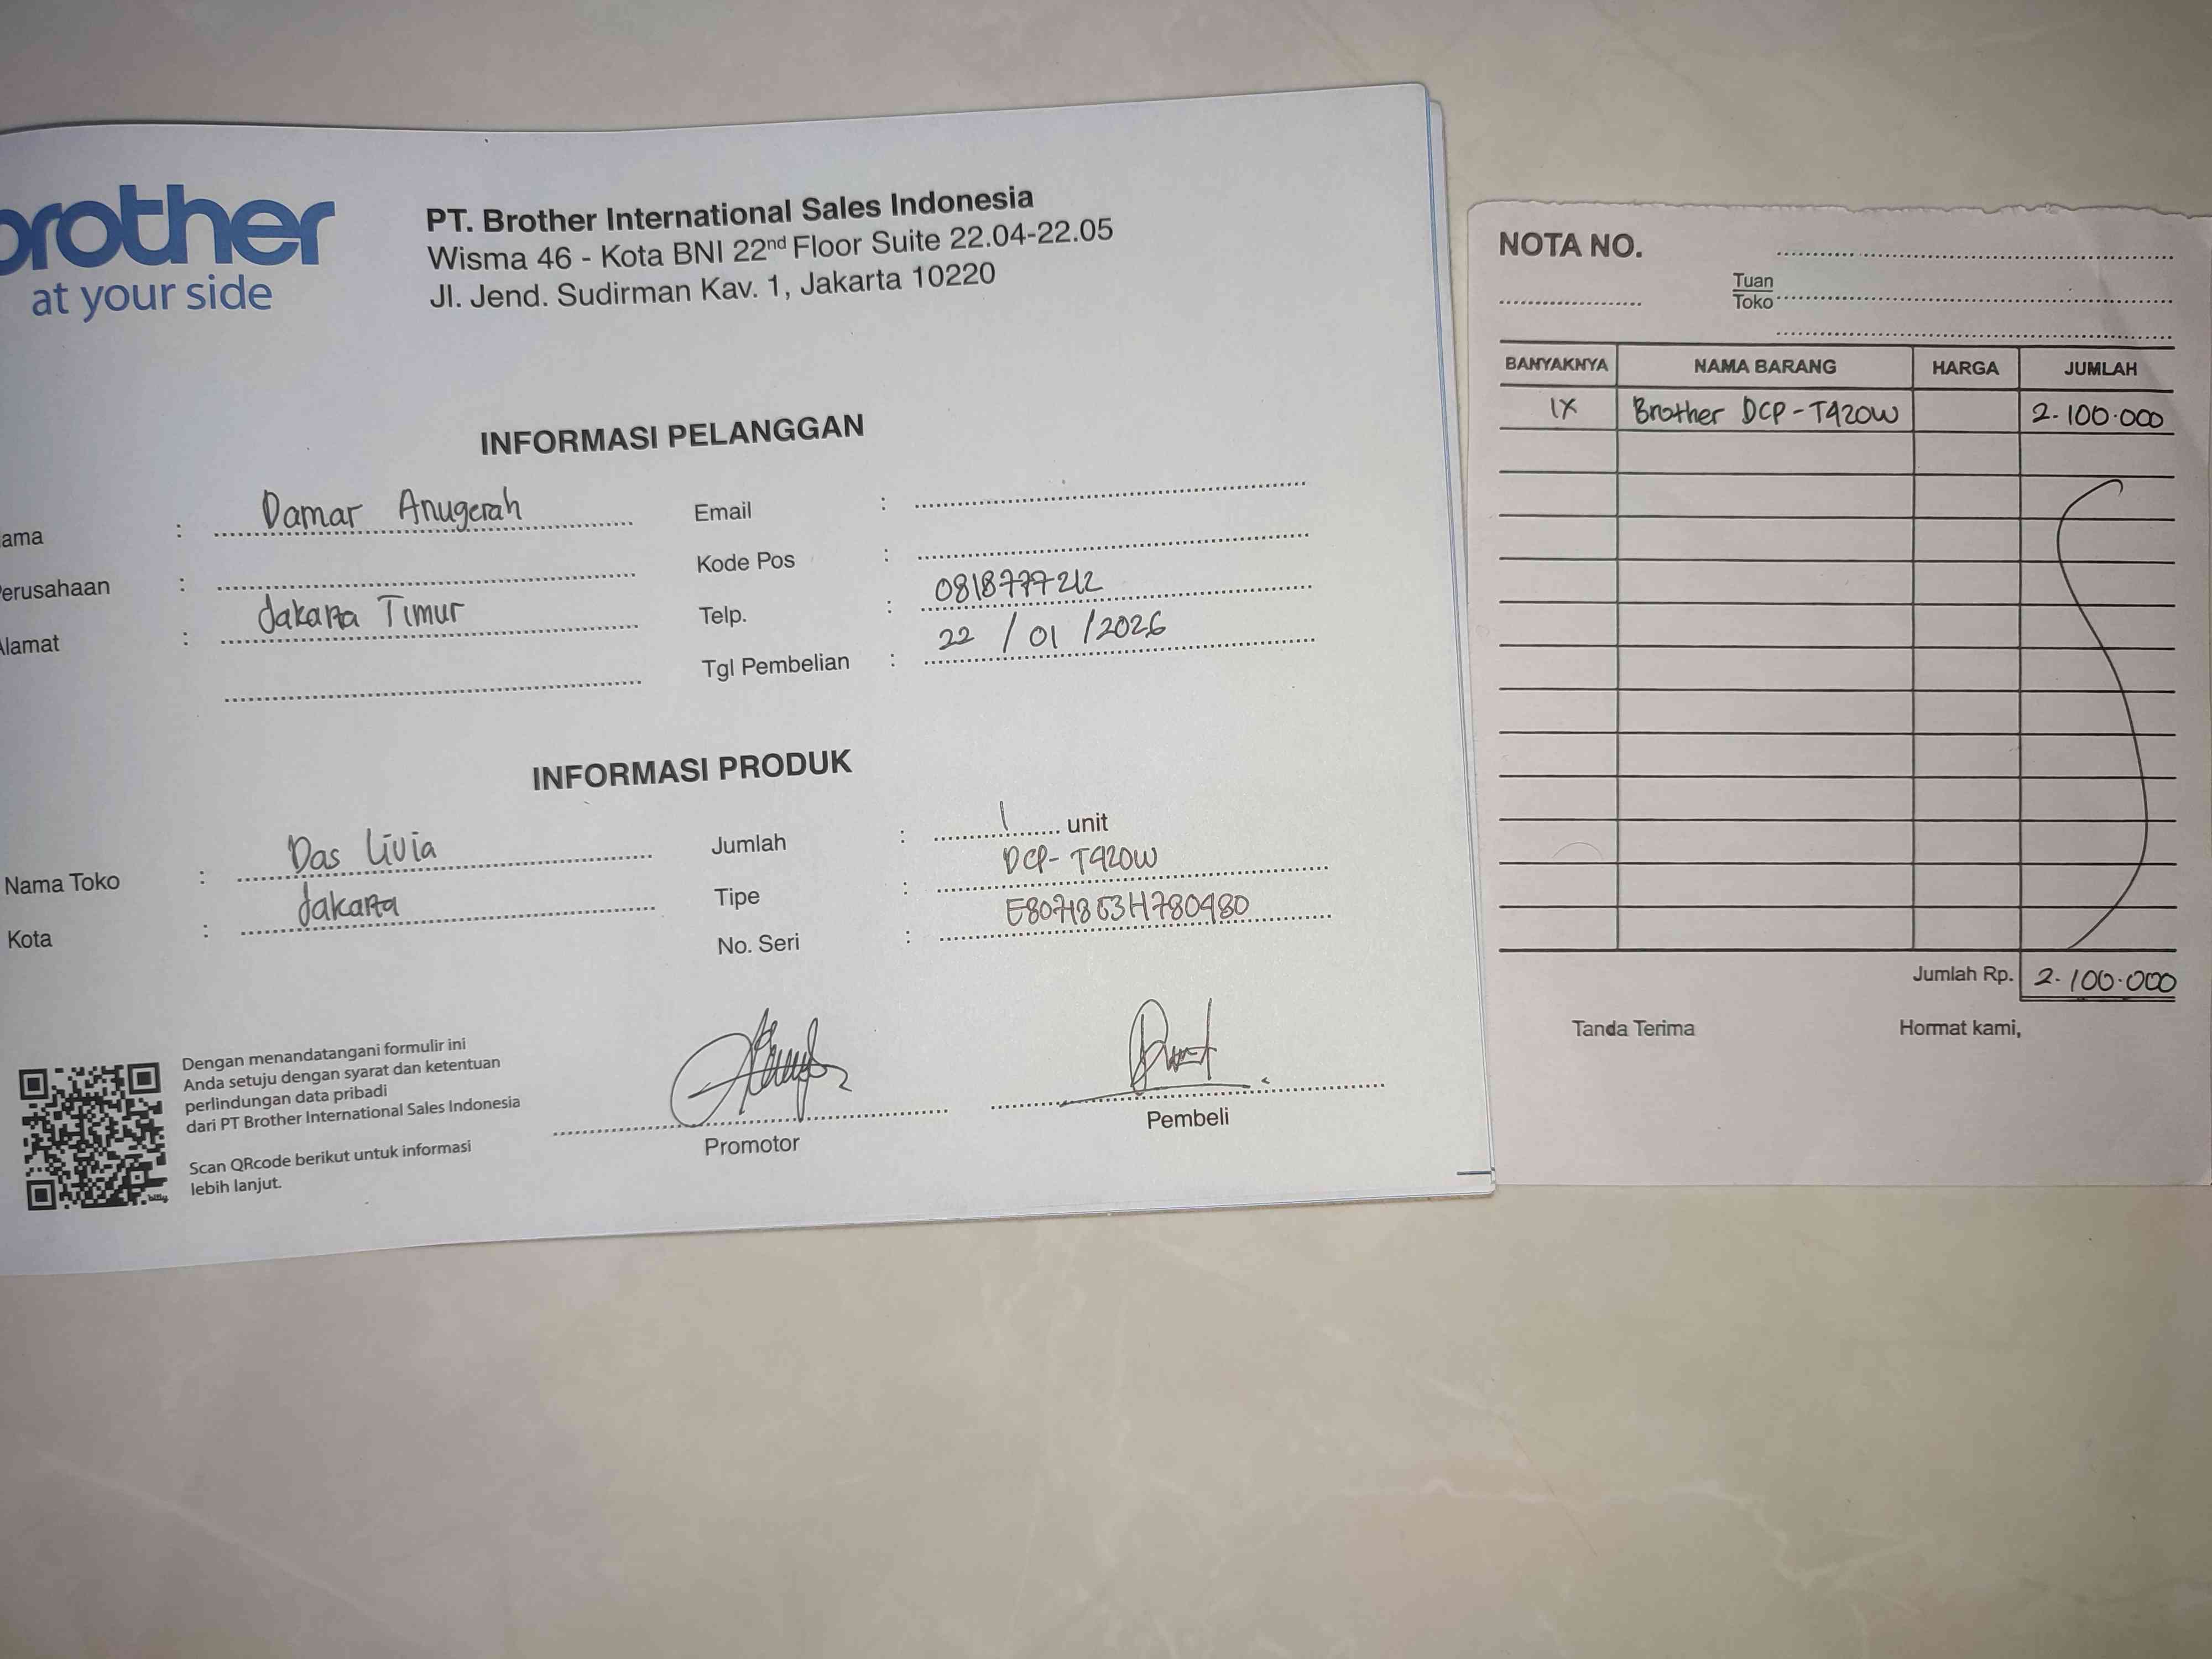 brother
at your side
PT. Brother International Sales Indonesia
Wisma 46 - Kota BNI 22nd Floor Suite 22.04-22.05
Jl. Jend. Sudirman Kav. 1, Jakarta 10220
INFORMASI PELANGGAN
ama : Damar Anugerah
erusahaan :
Alamat : Jakarta Timur
Email :
Kode Pos :
Telp. : 0818777212
Tgl Pembelian : 22 / 01 / 2026
INFORMASI PRODUK
Nama Toko : Das Livia
Kota : Jakarta
Jumlah : 1 unit
Tipe : DCP-T420W
No. Seri :
Dengan menandatangani formulir ini
Anda setuju dengan syarat dan ketentuan
perlindungan data pribadi
dari PT Brother International Sales Indonesia
Scan QRcode berikut untuk informasi
lebih lanjut.
bitly
Promotor
Pembeli
NOTA NO.
Tuan
Toko
BANYAKNYA NAMA BARANG HARGA JUMLAH
1X Brother DCP-T420W 2.100.000
Jumlah Rp. 2.100.000
Tanda Terima Hormat kami,